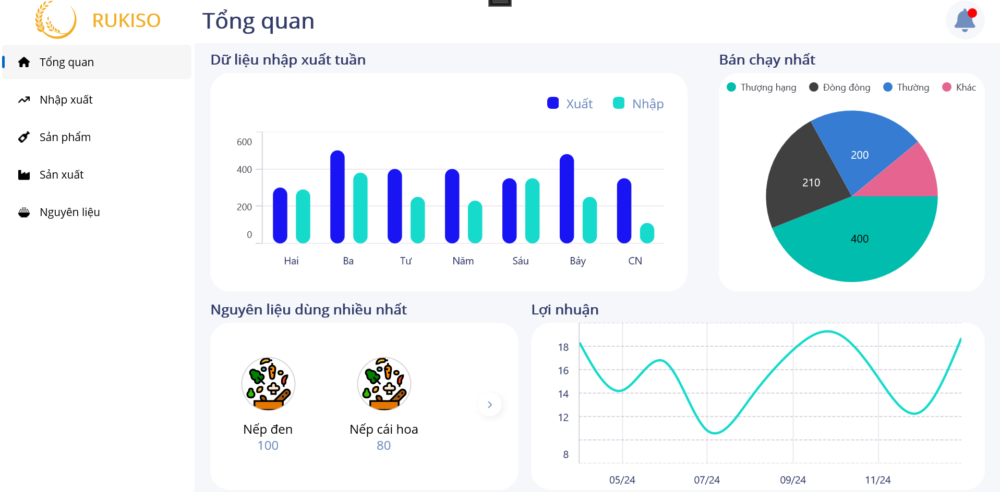 RUKISO
Tổng quan
Tổng quan
Nhập xuất
Sản phẩm
Sản xuất
Nguyên liệu
Dữ liệu nhập xuất tuần
Xuất Nhập
600
400
200
0
Hai Ba Tư Năm Sáu Bảy CN
Bán chạy nhất
Thượng hạng Đòng đòng Thường Khác
200
210
400
Nguyên liệu dùng nhiều nhất
Nếp đen
100
Nếp cái hoa
80
Lợi nhuận
18
16
14
12
8
05/24 07/24 09/24 11/24